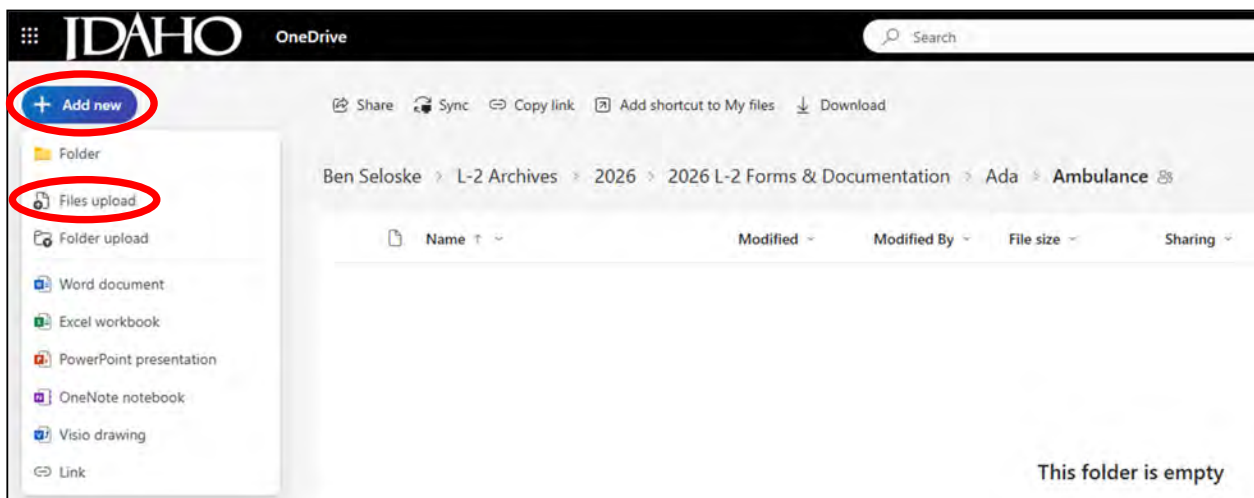 IDAHO OneDrive Search
+ Add new
Share Sync Copy link Add shortcut to My files Download
Folder
Ben Seloske > L-2 Archives > 2026 > 2026 L-2 Forms & Documentation > Ada > Ambulance
Files upload
Folder upload
Name ↑ Modified Modified By File size Sharing
Word document
Excel workbook
PowerPoint presentation
OneNote notebook
Visio drawing
Link
This folder is empty